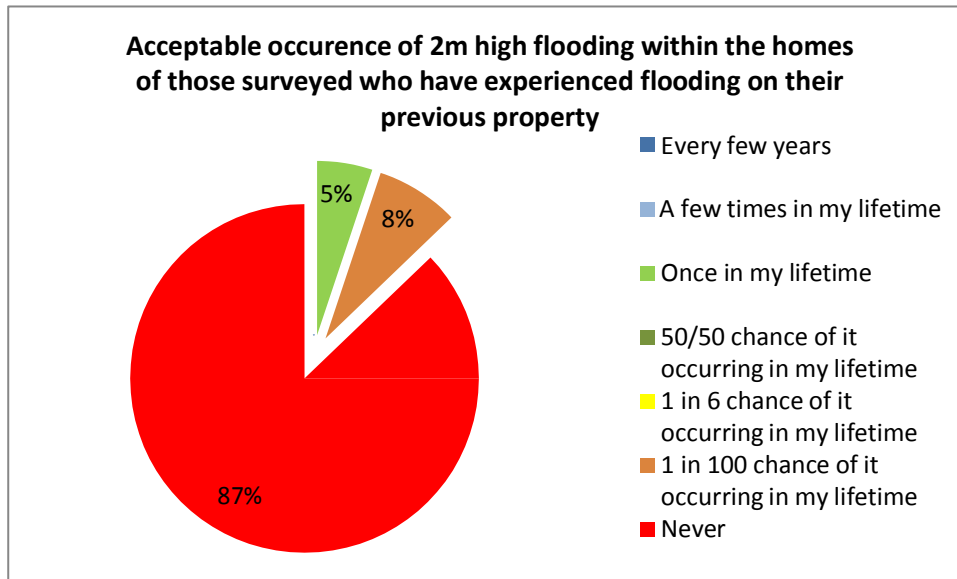 Acceptable occurence of 2m high flooding within the homes
of those surveyed who have experienced flooding on their
previous property
5%
8%
87%
Every few years
A few times in my lifetime
Once in my lifetime
50/50 chance of it
occurring in my lifetime
1 in 6 chance of it
occurring in my lifetime
1 in 100 chance of it
occurring in my lifetime
Never